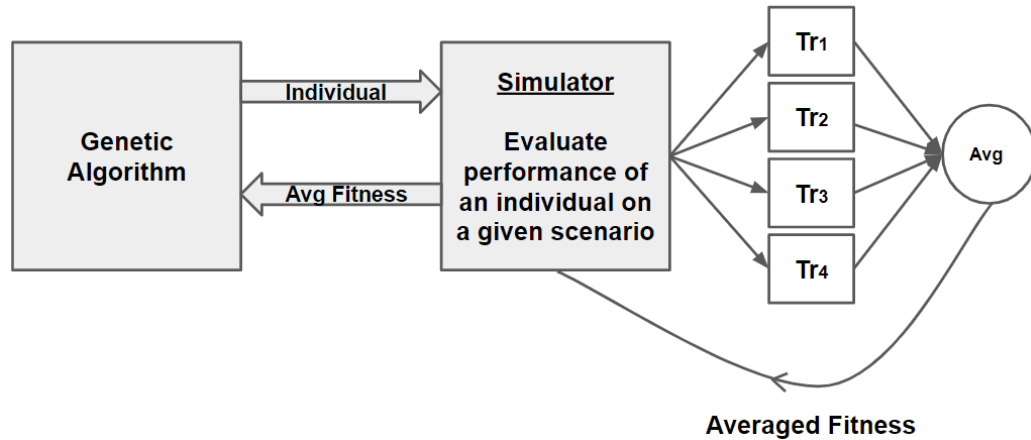 Genetic
Algorithm
Individual
Avg Fitness
Simulator
Evaluate
performance of
an individual on
a given scenario
Tr1
Tr2
Tr3
Tr4
Avg
Averaged Fitness